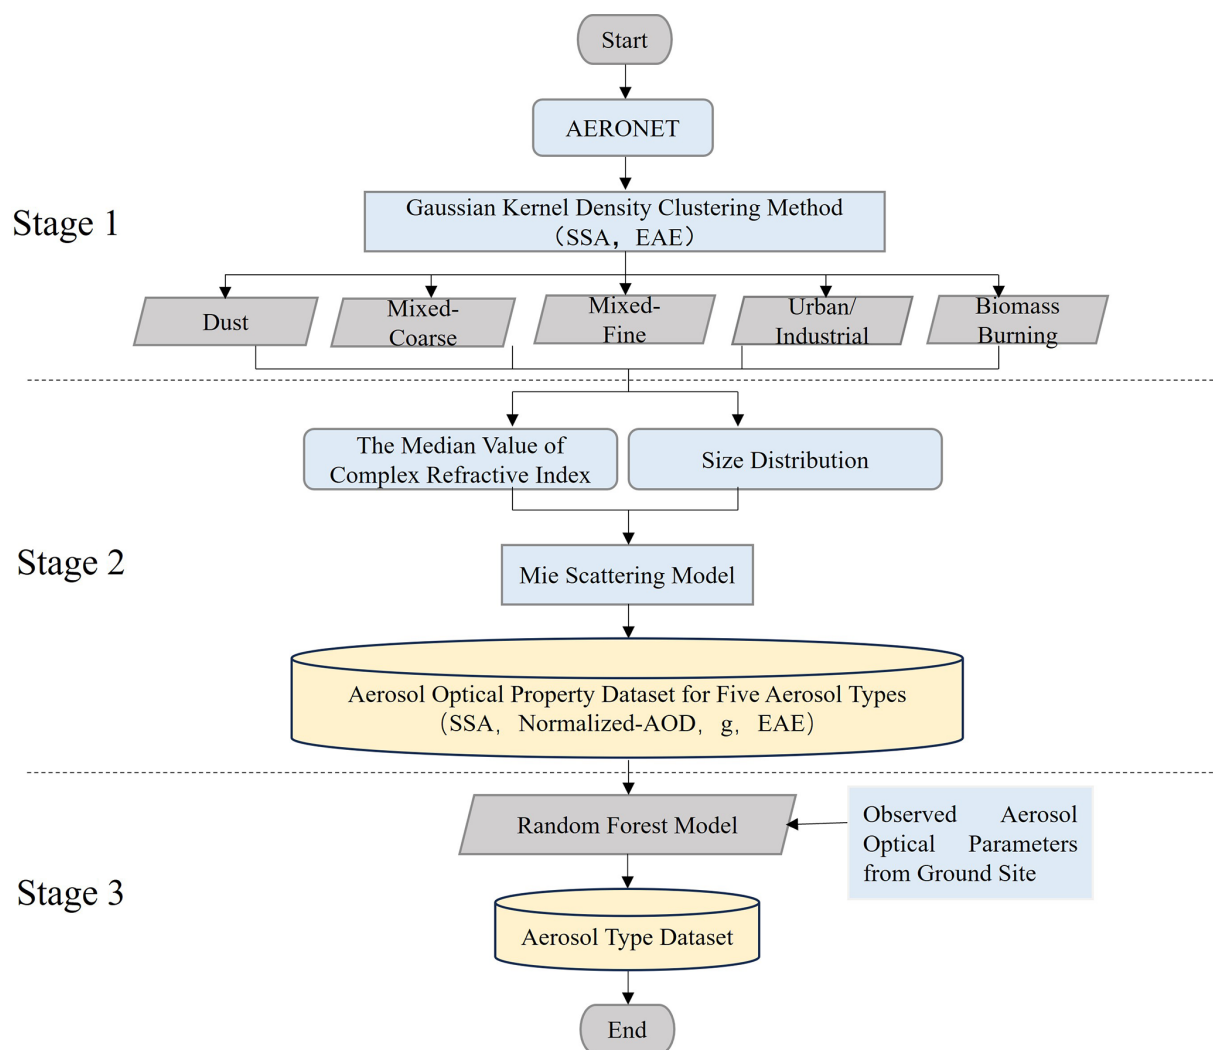 Start
AERONET
Stage 1
Gaussian Kernel Density Clustering Method
（SSA，EAE）
Dust
Mixed-
Coarse
Mixed-
Fine
Urban/
Industrial
Biomass
Burning
The Median Value of
Complex Refractive Index
Size Distribution
Stage 2
Mie Scattering Model
Aerosol Optical Property Dataset for Five Aerosol Types
（SSA，Normalized-AOD，g，EAE）
Random Forest Model
Observed Aerosol
Optical Parameters
from Ground Site
Stage 3
Aerosol Type Dataset
End